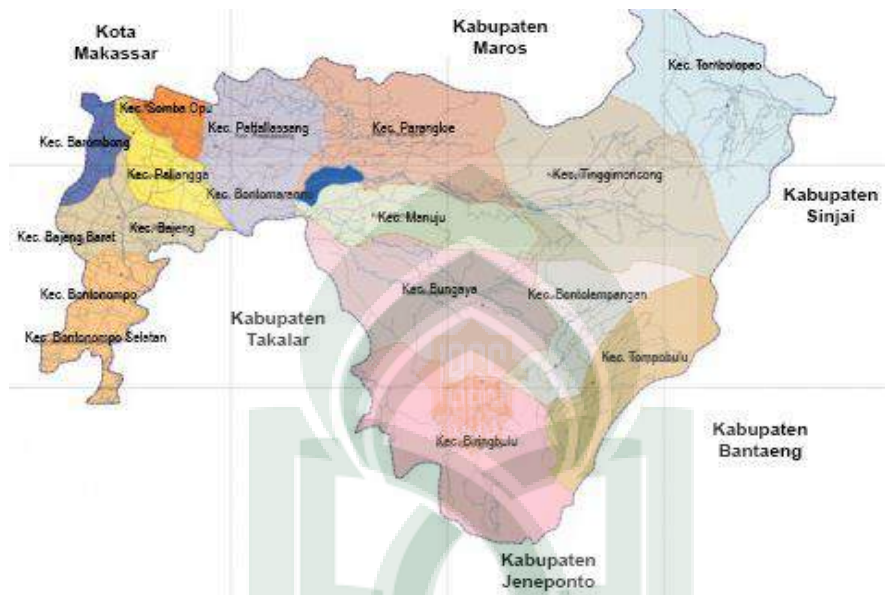 Kota
Makassar
Kabupaten
Maros
Kec. Tombolopao
Kec. Somba Opu
Kec. Pattallassang
Kec. Parangloe
Kec. Barombong
Kec. Pallangga
Kec. Bontomarannu
Kec. Tinggimoncong
Kabupaten
Sinjai
Kec. Manuju
Kec. Bajeng Barat
Kec. Bajeng
Kec. Bontonompo
Kec. Bungaya
Kec. Bontolempangan
Kabupaten
Takalar
Kec. Bontonompo Selatan
Kec. Tompobulu
Kec. Biringbulu
Kabupaten
Bantaeng
Kabupaten
Jeneponto